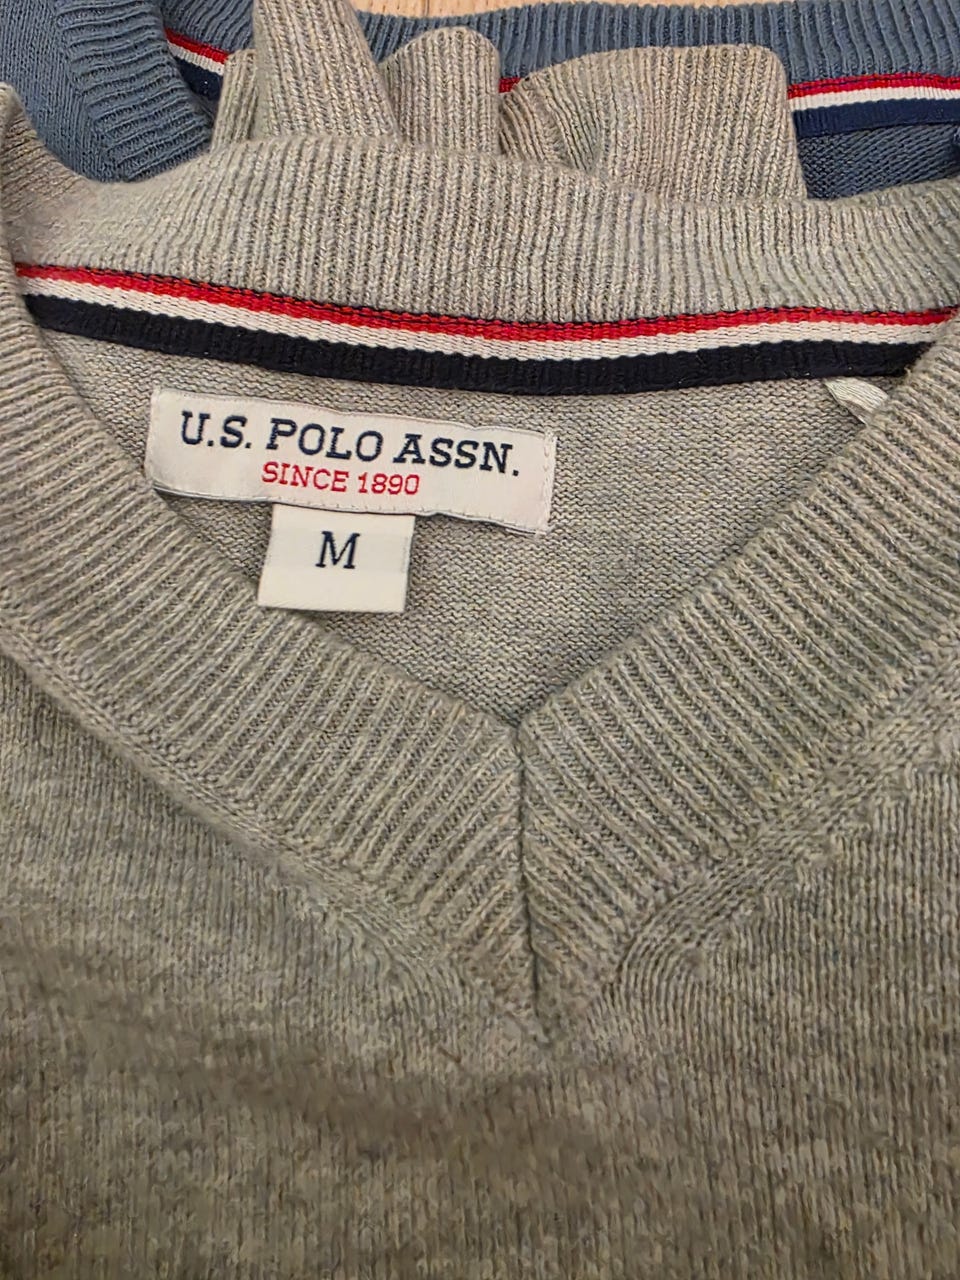 U.S. POLO ASSN.
SINCE 1890
M